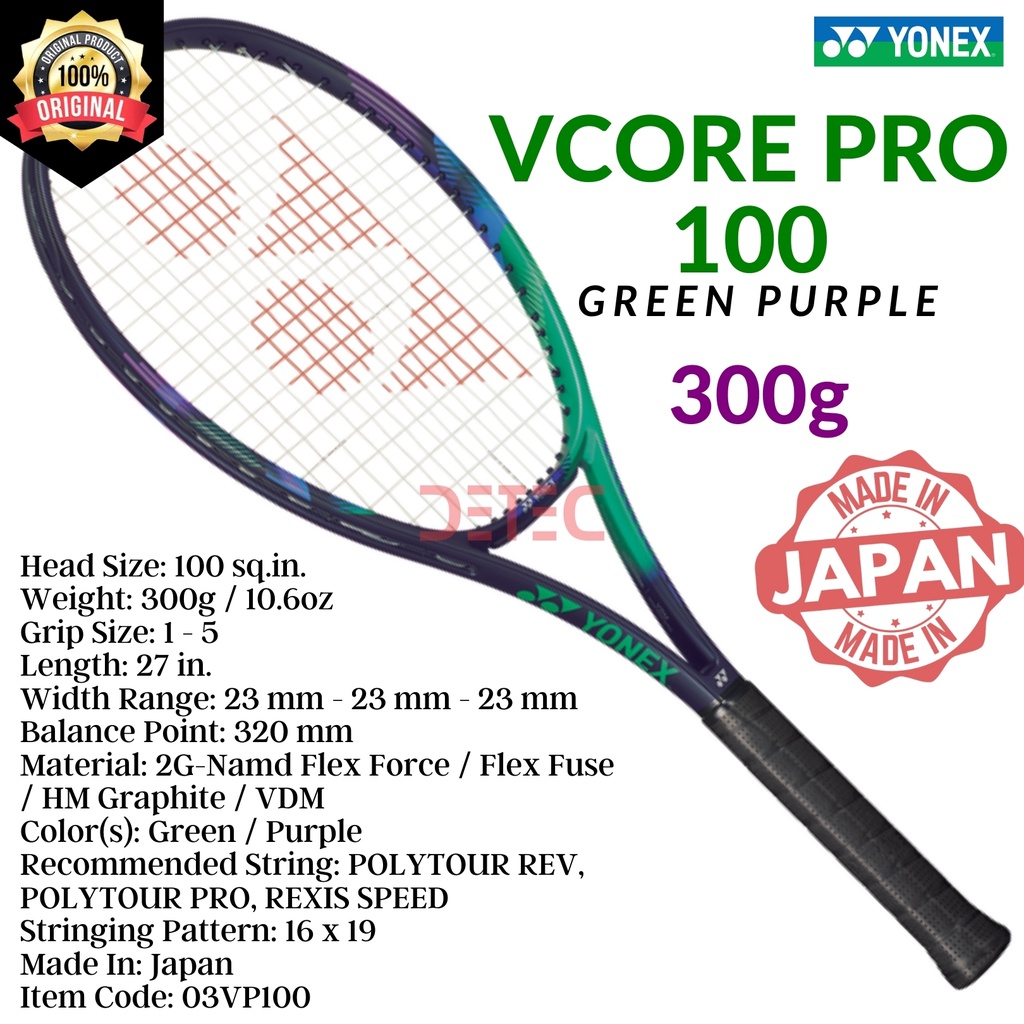 ORIGINAL PRODUCT
100%
ORIGINAL
YONEX
VCORE PRO
100
GREEN PURPLE
300g
MADE IN
JAPAN
MADE IN
DETEC
YONEX
Head Size: 100 sq.in.
Weight: 300g / 10.6oz
Grip Size: 1 - 5
Length: 27 in.
Width Range: 23 mm - 23 mm - 23 mm
Balance Point: 320 mm
Material: 2G-Namd Flex Force / Flex Fuse
/ HM Graphite / VDM
Color(s): Green / Purple
Recommended String: POLYTOUR REV,
POLYTOUR PRO, REXIS SPEED
Stringing Pattern: 16 x 19
Made In: Japan
Item Code: 03VP100